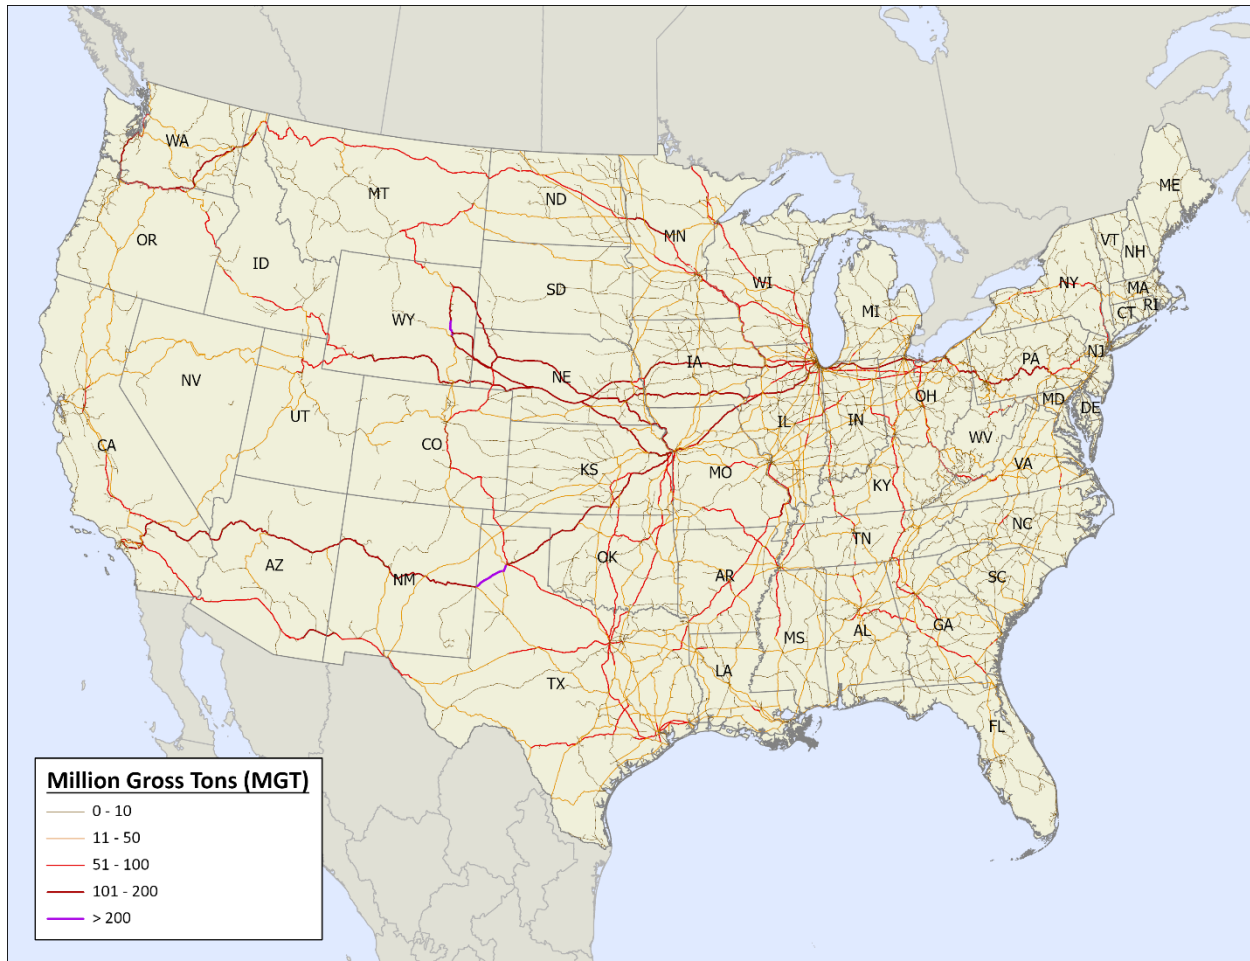 WA
MT
ND
ME
OR
ID
MN
VT
NH
SD
WI
NY
MA
WY
MI
CT
RI
NE
IA
PA
NJ
NV
OH
MD
DE
UT
IL
IN
WV
CA
CO
KS
MO
KY
VA
NC
TN
AZ
NM
OK
AR
SC
MS
AL
GA
LA
TX
FL
Million Gross Tons (MGT)
0 - 10
11 - 50
51 - 100
101 - 200
> 200